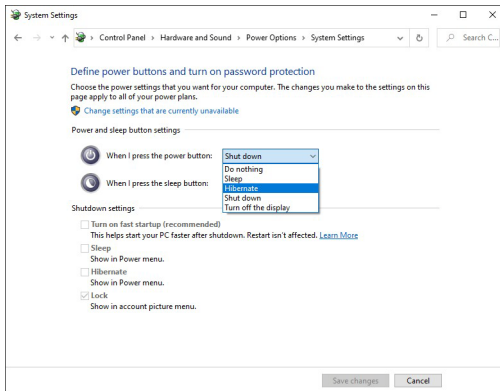 System Settings
Control Panel > Hardware and Sound > Power Options > System Settings
Search C...
Define power buttons and turn on password protection
Choose the power settings that you want for your computer. The changes you make to the settings on this
page apply to all of your power plans.
Change settings that are currently unavailable
Power and sleep button settings
When I press the power button:
Shut down
Do nothing
Sleep
Hibernate
Shut down
Turn off the display
When I press the sleep button:
Shutdown settings
Turn on fast startup (recommended)
This helps start your PC faster after shutdown. Restart isn't affected. Learn More
Sleep
Show in Power menu.
Hibernate
Show in Power menu.
Lock
Show in account picture menu.
Save changes
Cancel